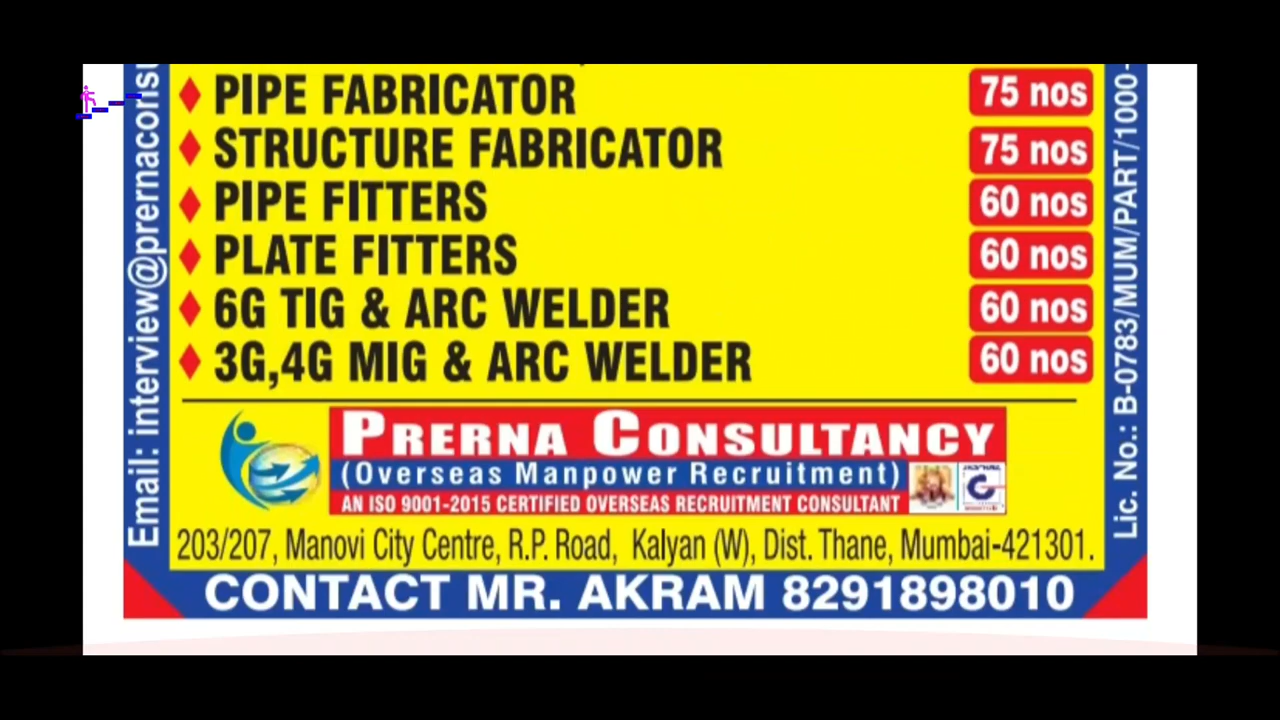 PIPE FABRICATOR 75 nos
STRUCTURE FABRICATOR 75 nos
PIPE FITTERS 60 nos
PLATE FITTERS 60 nos
6G TIG & ARC WELDER 60 nos
3G,4G MIG & ARC WELDER 60 nos
PRERNA CONSULTANCY
(Overseas Manpower Recruitment)
AN ISO 9001-2015 CERTIFIED OVERSEAS RECRUITMENT CONSULTANT
203/207, Manovi City Centre, R.P. Road, Kalyan (W), Dist. Thane, Mumbai-421301.
CONTACT MR. AKRAM 8291898010
Email: interview@prernaconsu
Lic. No.: B-0783/MUM/PART/1000-